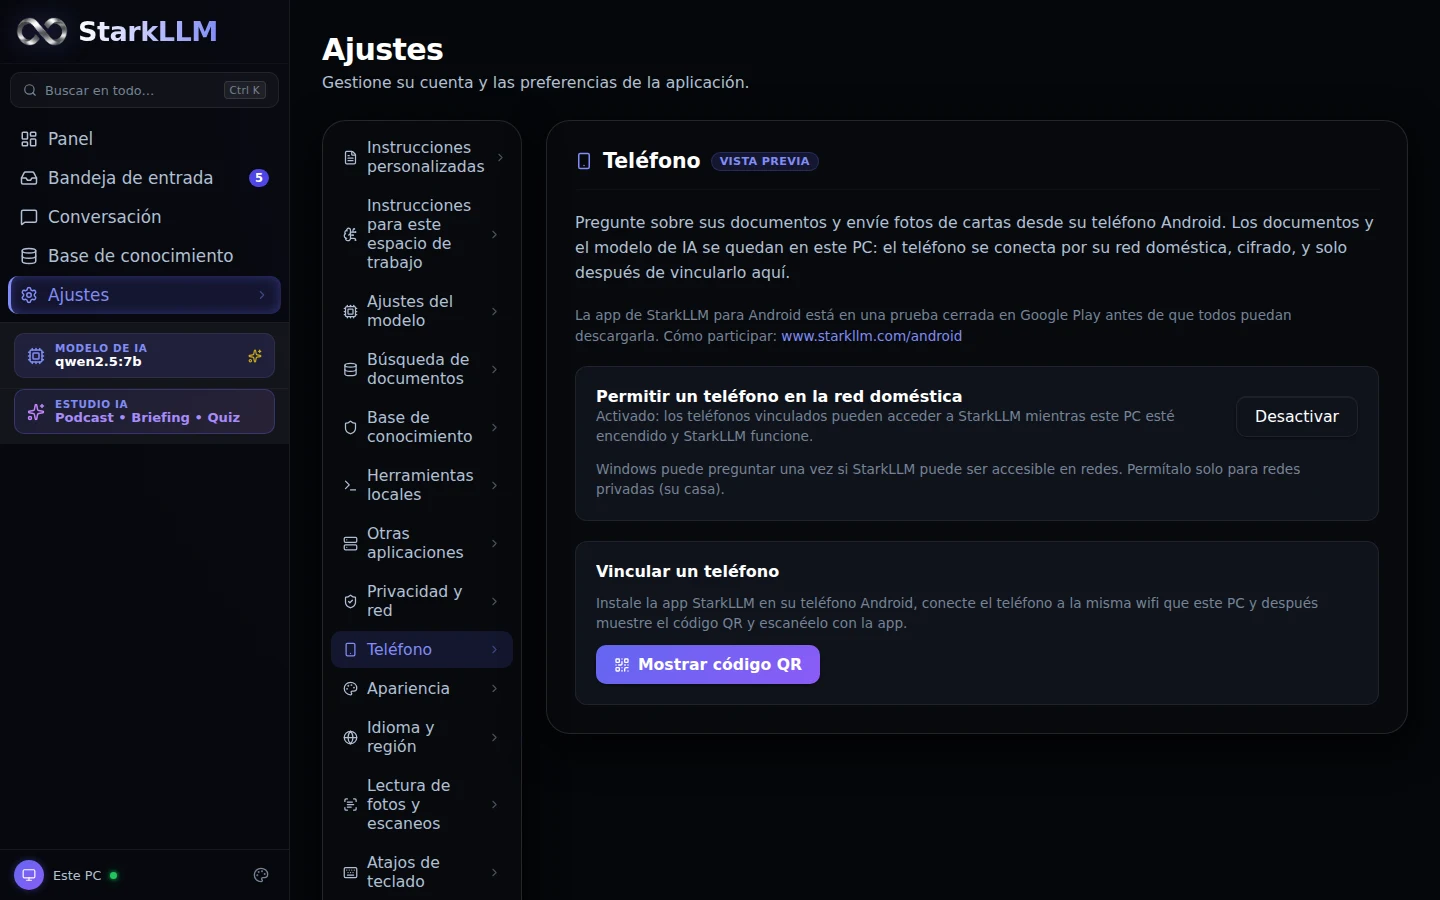 StarkLLM
Buscar en todo...
Ctrl K
Panel
Bandeja de entrada
5
Conversación
Base de conocimiento
Ajustes
MODELO DE IA
qwen2.5:7b
ESTUDIO IA
Podcast • Briefing • Quiz
Este PC
Ajustes
Gestione su cuenta y las preferencias de la aplicación.
Instrucciones
personalizadas
Instrucciones
para este
espacio de
trabajo
Ajustes del
modelo
Búsqueda de
documentos
Base de
conocimiento
Herramientas
locales
Otras
aplicaciones
Privacidad y
red
Teléfono
Apariencia
Idioma y
región
Lectura de
fotos y
escaneos
Atajos de
teclado
Teléfono
VISTA PREVIA
Pregunte sobre sus documentos y envíe fotos de cartas desde su teléfono Android. Los documentos y
el modelo de IA se quedan en este PC: el teléfono se conecta por su red doméstica, cifrado, y solo
después de vincularlo aquí.
La app de StarkLLM para Android está en una prueba cerrada en Google Play antes de que todos puedan
descargarla. Cómo participar: www.starkllm.com/android
Permitir un teléfono en la red doméstica
Activado: los teléfonos vinculados pueden acceder a StarkLLM mientras este PC esté
encendido y StarkLLM funcione.
Desactivar
Windows puede preguntar una vez si StarkLLM puede ser accesible en redes. Permítalo solo para redes
privadas (su casa).
Vincular un teléfono
Instale la app StarkLLM en su teléfono Android, conecte el teléfono a la misma wifi que este PC y después
muestre el código QR y escanéelo con la app.
Mostrar código QR